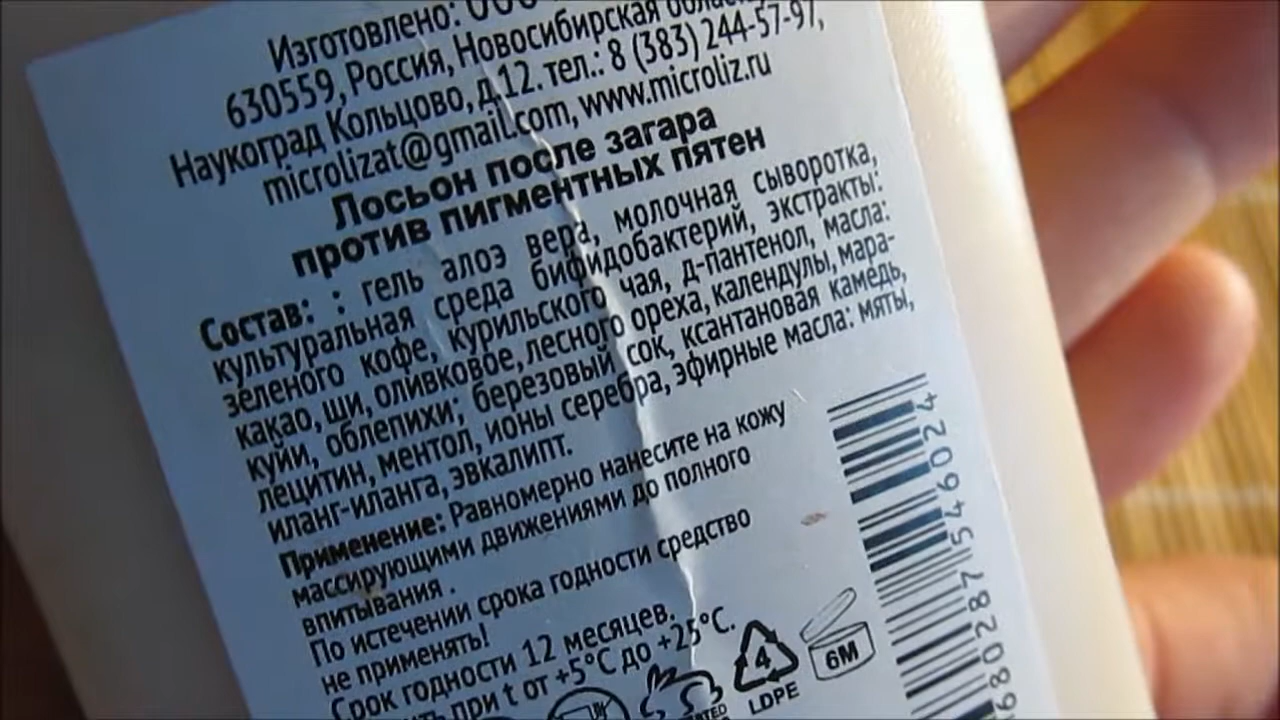 Изготовлено: ООО
630559, Россия, Новосибирская
Наукоград Кольцово, д.12. тел.: 8 (383) 244-57-97,
microlizat@gmail.com, www.microliz.ru
Лосьон после загара
против пигментных пятен
Состав: : гель алоэ вера, молочная сыворотка,
культуральная среда бифидобактерий, экстракты:
зеленого кофе, курильского чая, д-пантенол, масла:
какао, ши, оливковое, лесного ореха, календулы, мара-
куйи, облепихи; березовый сок, ксантановая камедь,
лецитин, ментол, ионы серебра, эфирные масла: мяты,
иланг-иланга, эвкалипт.
Применение: Равномерно нанесите на кожу
массирующими движениями до полного
впитывания .
По истечении срока годности средство
не применять!
Срок годности 12 месяцев.
при t от +5°С до +25°С.
4
LDPE
6M
680287546024